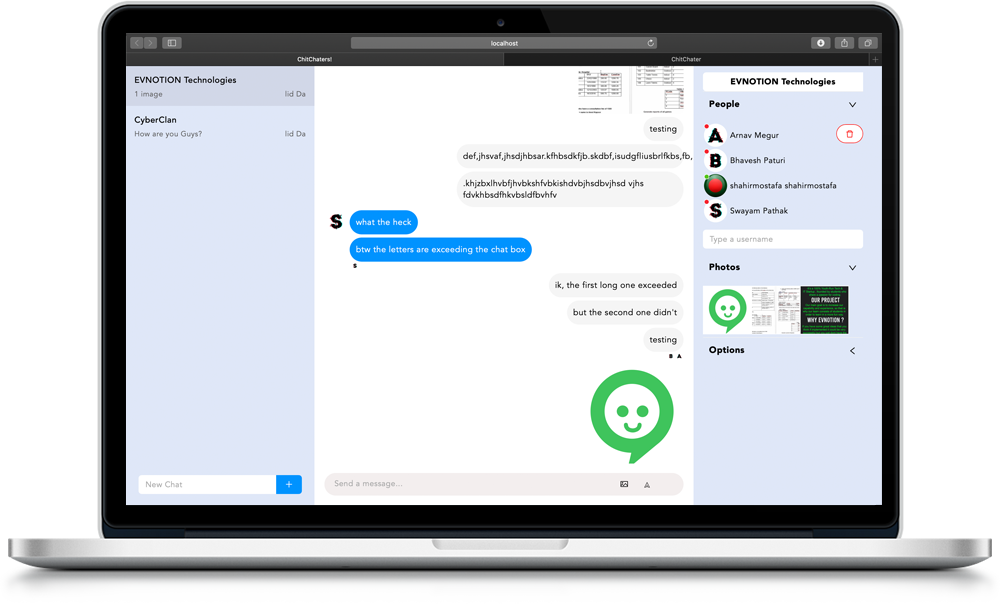 localhost
ChitChaters!
ChitChater
EVNOTION Technologies
1 image
lid Da
CyberClan
How are you Guys?
lid Da
New Chat
+
testing
def,jhsvaf,jhsdjhbsar.kfhbsdkfjb.skdbf,isudgfliusbrlfkbs,fb,
.khjzbxlhvbfjhvbkshfvbkishdvbjhsdbvjhsd vjhs
fdvkhbsdfhkvbsldfbvhfv
S
what the heck
btw the letters are exceeding the chat box
S
ik, the first long one exceeded
but the second one didn't
testing
B A
Send a message...
EVNOTION Technologies
People
A
Arnav Megur
B
Bhavesh Paturi
shahirmostafa shahirmostafa
S
Swayam Pathak
Type a username
Photos
OUR PROJECT
WHY EVNOTION ?
Options